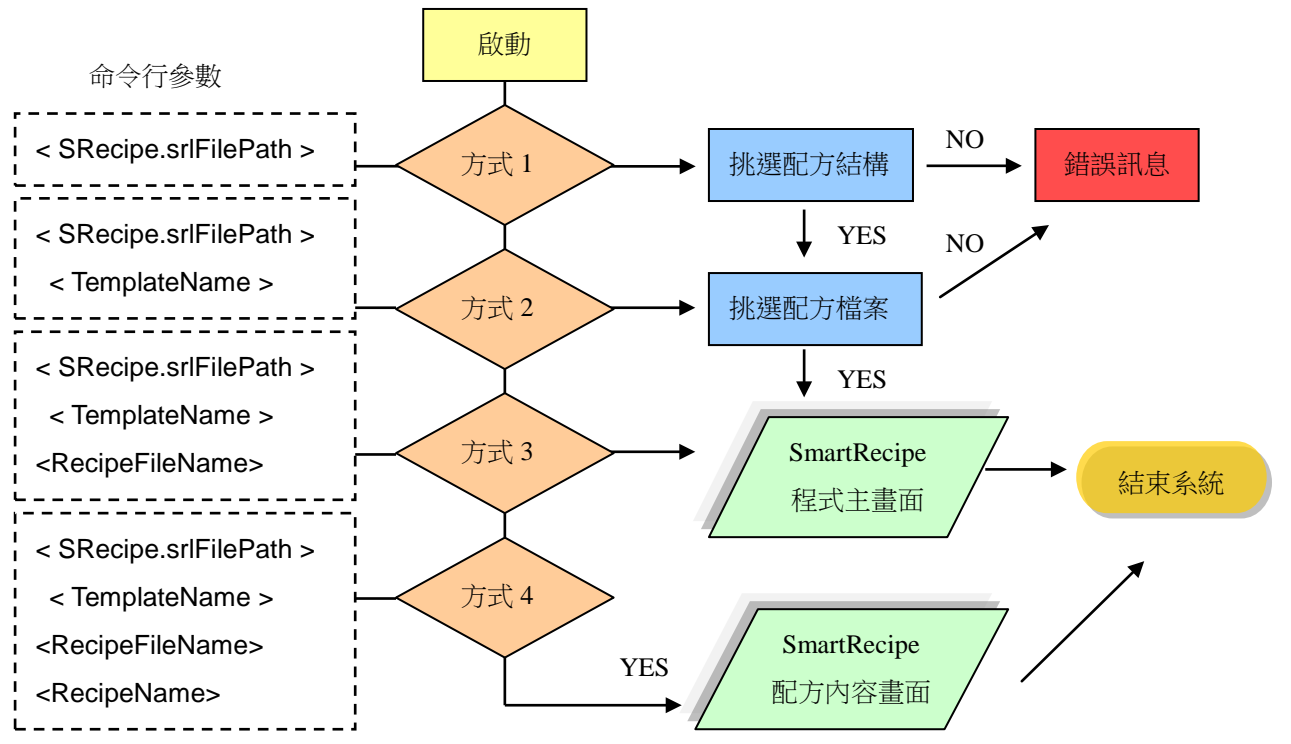 啟動
命令行參數
< SRecipe.srlFilePath >
方式 1
挑選配方結構
NO
錯誤訊息
YES
< SRecipe.srlFilePath >
< TemplateName >
方式 2
挑選配方檔案
NO
YES
< SRecipe.srlFilePath >
< TemplateName >
<RecipeFileName>
方式 3
SmartRecipe
程式主畫面
結束系統
< SRecipe.srlFilePath >
< TemplateName >
<RecipeFileName>
<RecipeName>
方式 4
YES
SmartRecipe
配方內容畫面